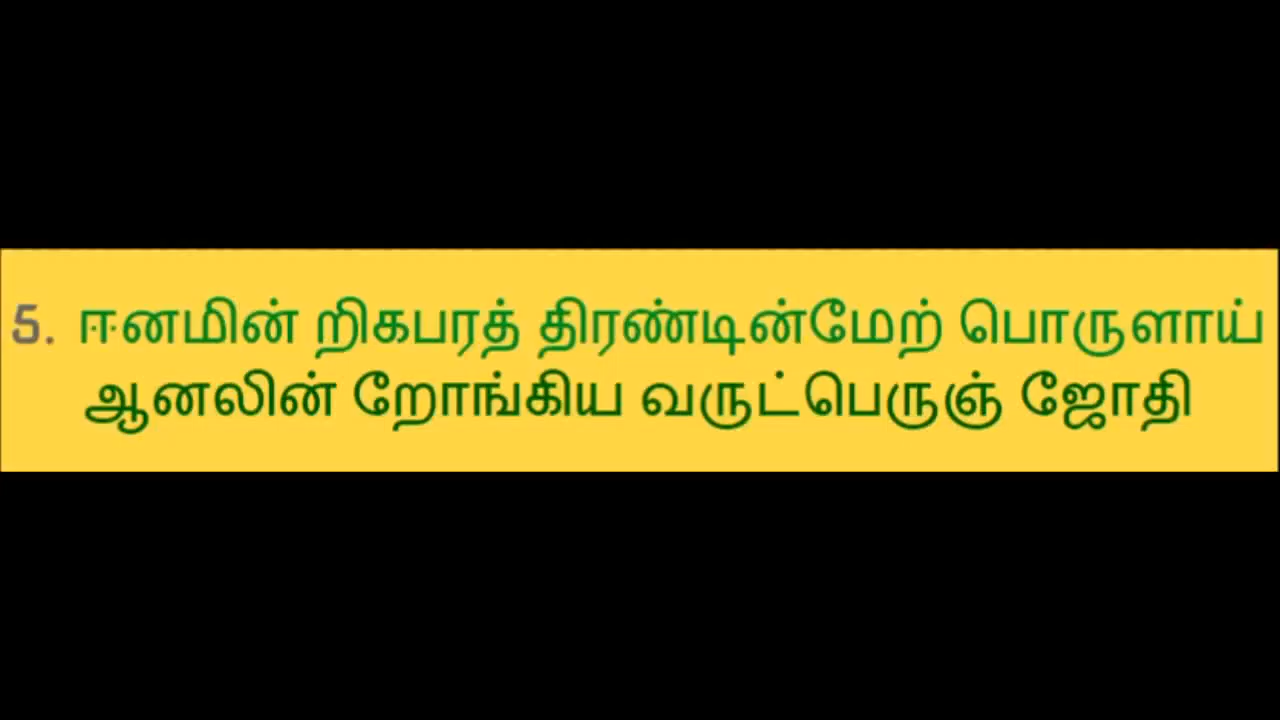 5. ஈனமின் றிகபரத் திரண்டின்மேற் பொருளாய்
ஆனலின் றோங்கிய வருட்பெருஞ் ஜோதி